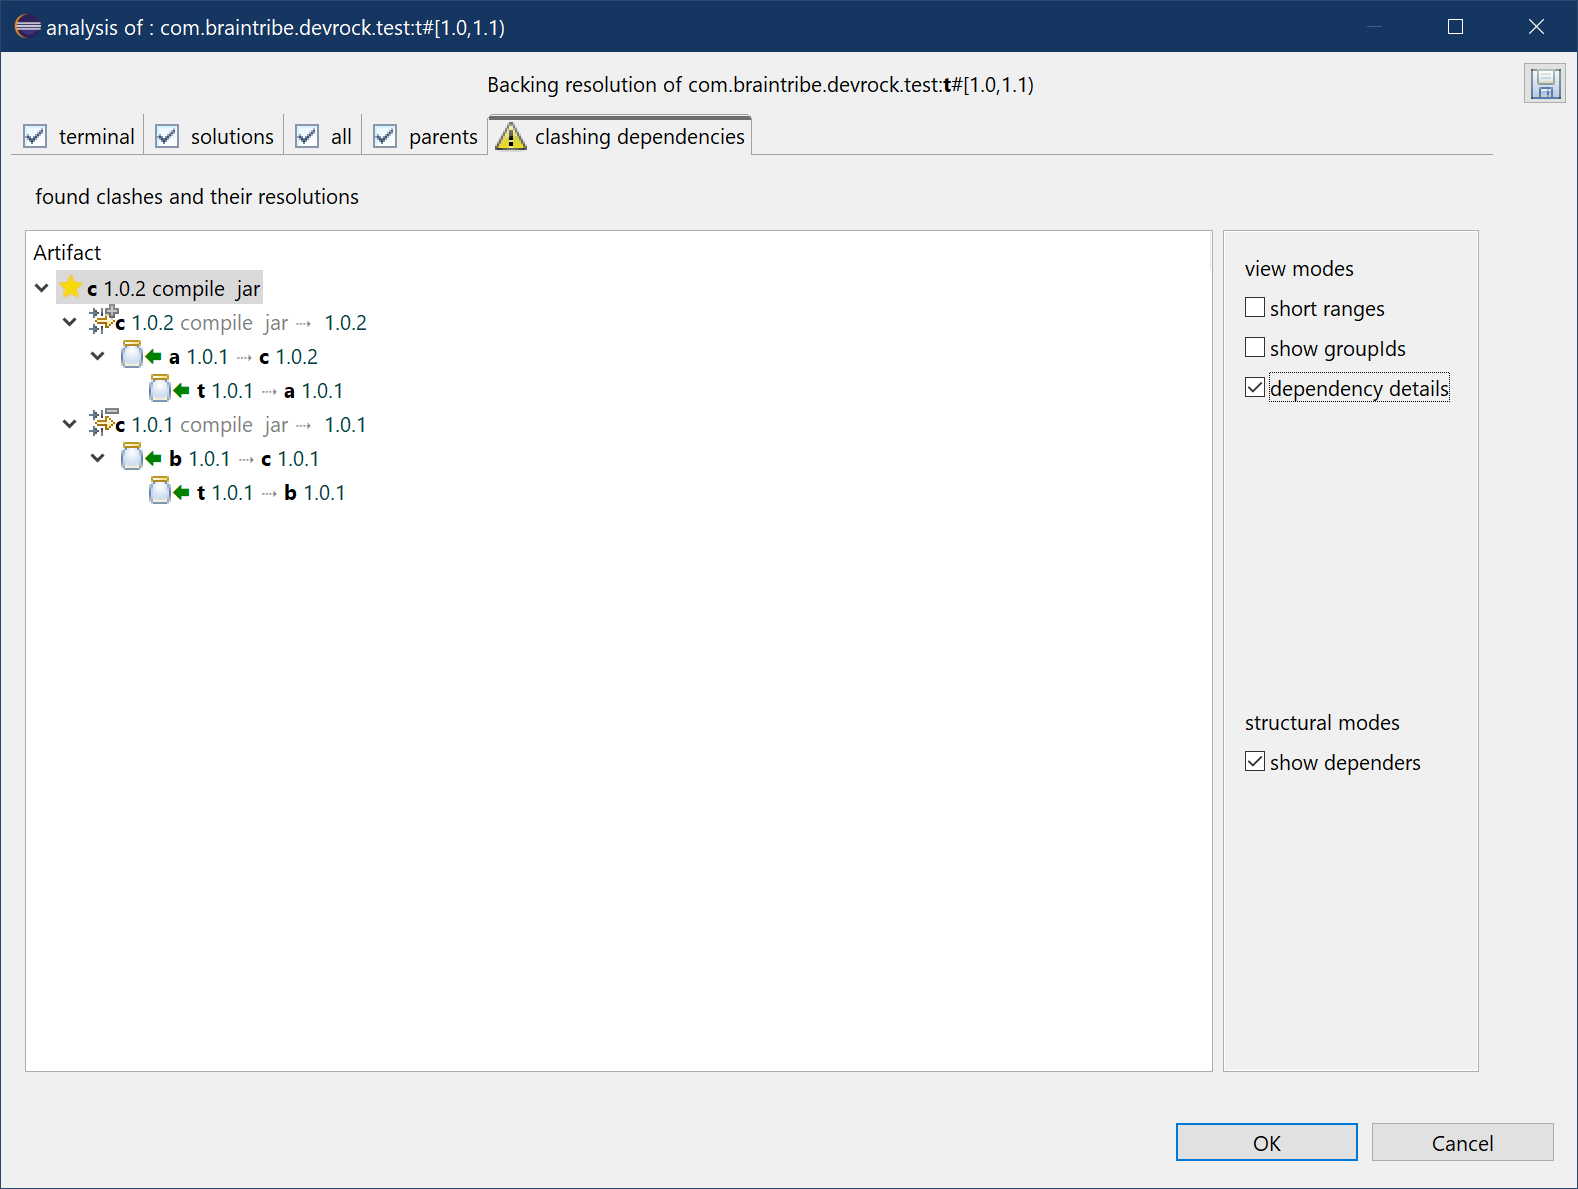 analysis of : com.braintribe.devrock.test:t#[1.0,1.1)
Backing resolution of com.braintribe.devrock.test:t#[1.0,1.1)
terminal solutions all parents clashing dependencies
found clashes and their resolutions
Artifact
c 1.0.2 compile jar
c 1.0.2 compile jar ⤑ 1.0.2
a 1.0.1 ⤑ c 1.0.2
t 1.0.1 ⤑ a 1.0.1
c 1.0.1 compile jar ⤑ 1.0.1
b 1.0.1 ⤑ c 1.0.1
t 1.0.1 ⤑ b 1.0.1
view modes
short ranges
show groupIds
dependency details
structural modes
show dependers
OK Cancel